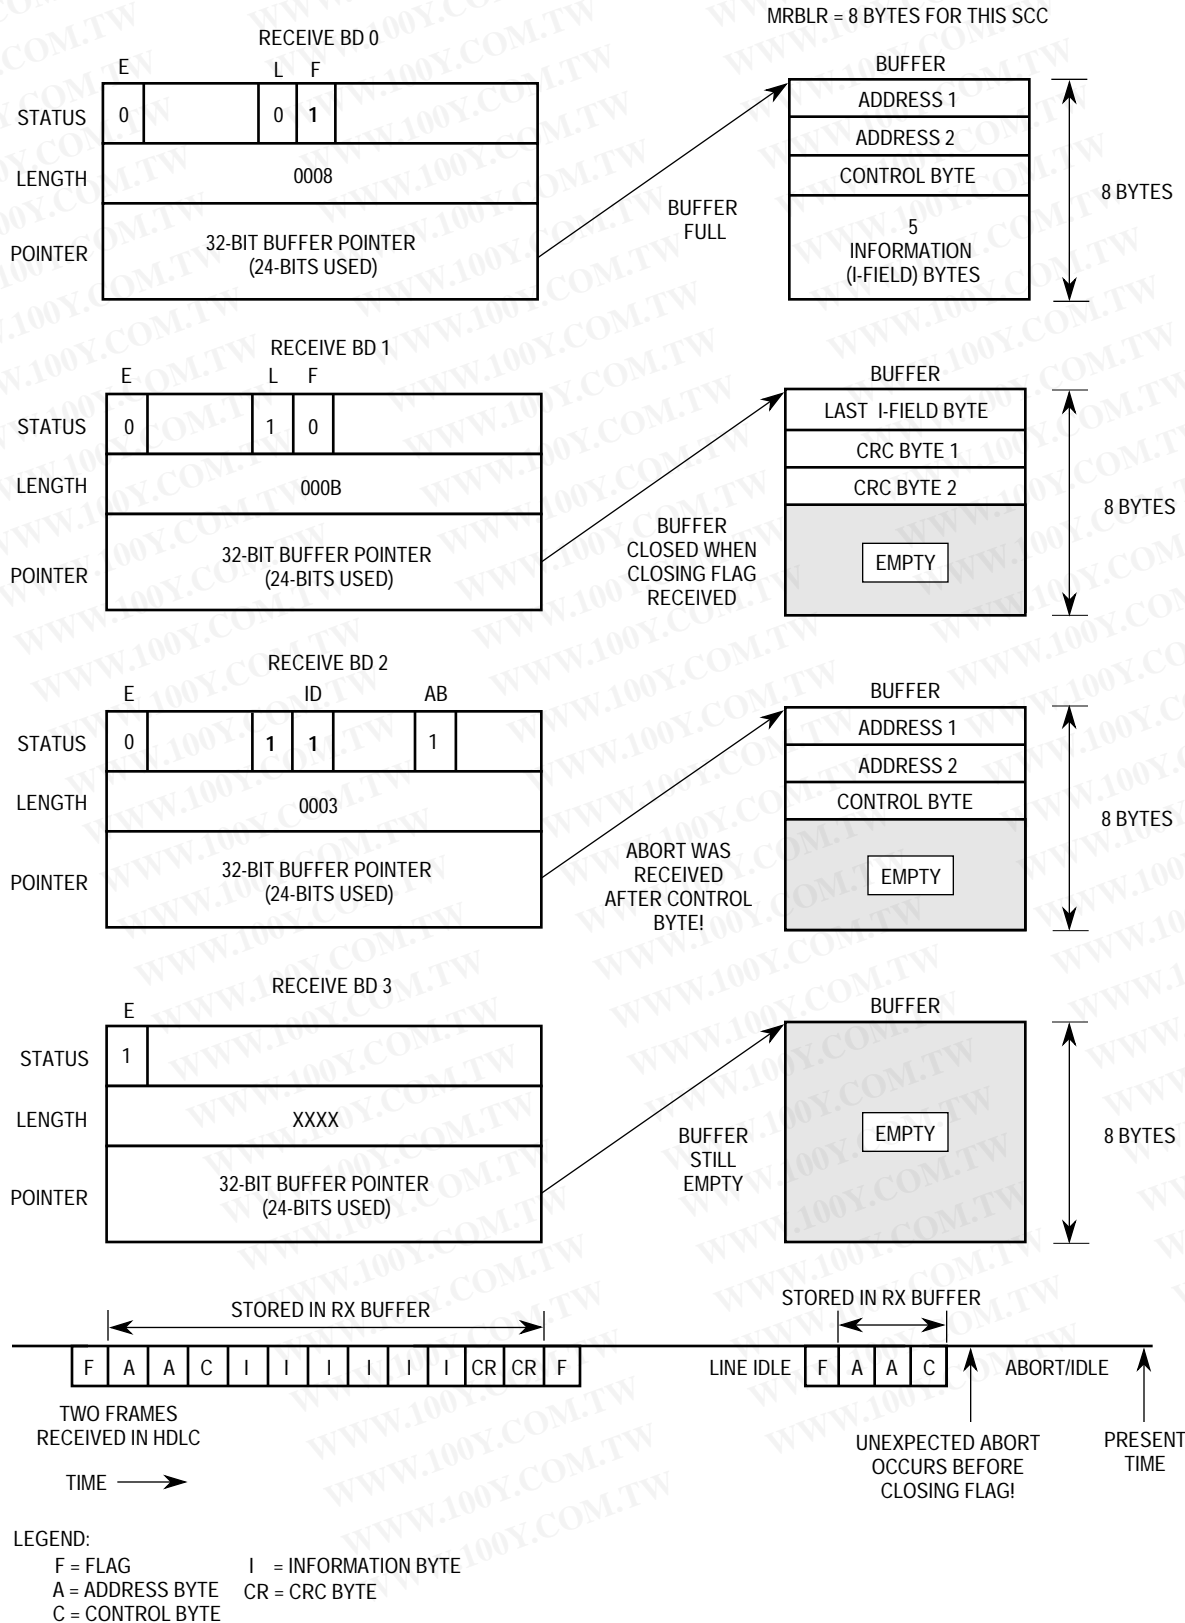 MRBLR = 8 BYTES FOR THIS SCC
RECEIVE BD 0
E L F
STATUS 0 0 1
LENGTH 0008
POINTER 32-BIT BUFFER POINTER
(24-BITS USED)
BUFFER
FULL
BUFFER
ADDRESS 1
ADDRESS 2
CONTROL BYTE
5
INFORMATION
(I-FIELD) BYTES
8 BYTES
RECEIVE BD 1
E L F
STATUS 0 1 0
LENGTH 000B
POINTER 32-BIT BUFFER POINTER
(24-BITS USED)
BUFFER
CLOSED WHEN
CLOSING FLAG
RECEIVED
BUFFER
LAST I-FIELD BYTE
CRC BYTE 1
CRC BYTE 2
EMPTY
8 BYTES
RECEIVE BD 2
E ID AB
STATUS 0 1 1 1
LENGTH 0003
POINTER 32-BIT BUFFER POINTER
(24-BITS USED)
ABORT WAS
RECEIVED
AFTER CONTROL
BYTE!
BUFFER
ADDRESS 1
ADDRESS 2
CONTROL BYTE
EMPTY
8 BYTES
RECEIVE BD 3
E
STATUS 1
LENGTH XXXX
POINTER 32-BIT BUFFER POINTER
(24-BITS USED)
BUFFER
STILL
EMPTY
BUFFER
EMPTY
8 BYTES
STORED IN RX BUFFER
F A A C I I I I I I CR CR F
STORED IN RX BUFFER
LINE IDLE F A A C ABORT/IDLE
TWO FRAMES
RECEIVED IN HDLC
TIME
UNEXPECTED ABORT
OCCURS BEFORE
CLOSING FLAG!
PRESENT
TIME
LEGEND:
F = FLAG I = INFORMATION BYTE
A = ADDRESS BYTE CR = CRC BYTE
C = CONTROL BYTE
WWW.100Y.COM.TW